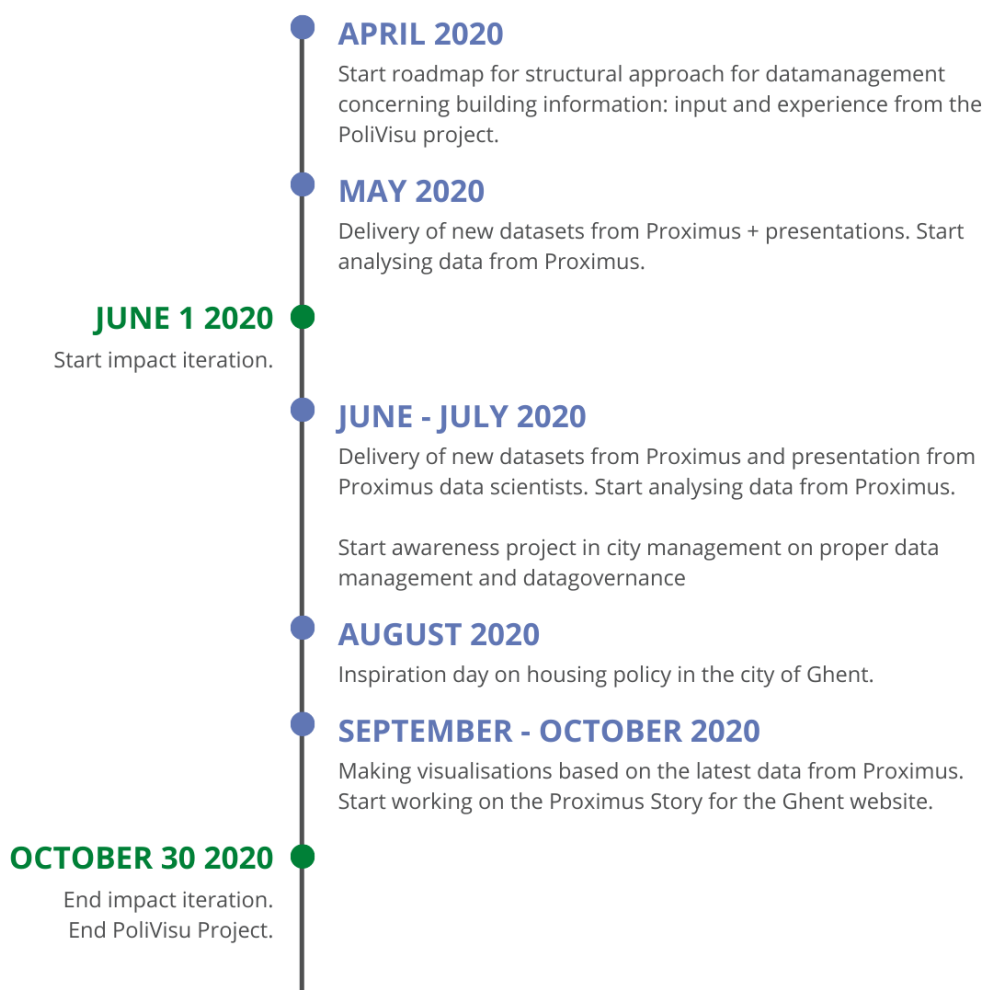 APRIL 2020
Start roadmap for structural approach for datamanagement
concerning building information: input and experience from the
PoliVisu project.
MAY 2020
Delivery of new datasets from Proximus + presentations. Start
analysing data from Proximus.
JUNE 1 2020
Start impact iteration.
JUNE - JULY 2020
Delivery of new datasets from Proximus and presentation from
Proximus data scientists. Start analysing data from Proximus.
Start awareness project in city management on proper data
management and datagovernance
AUGUST 2020
Inspiration day on housing policy in the city of Ghent.
SEPTEMBER - OCTOBER 2020
Making visualisations based on the latest data from Proximus.
Start working on the Proximus Story for the Ghent website.
OCTOBER 30 2020
End impact iteration.
End PoliVisu Project.